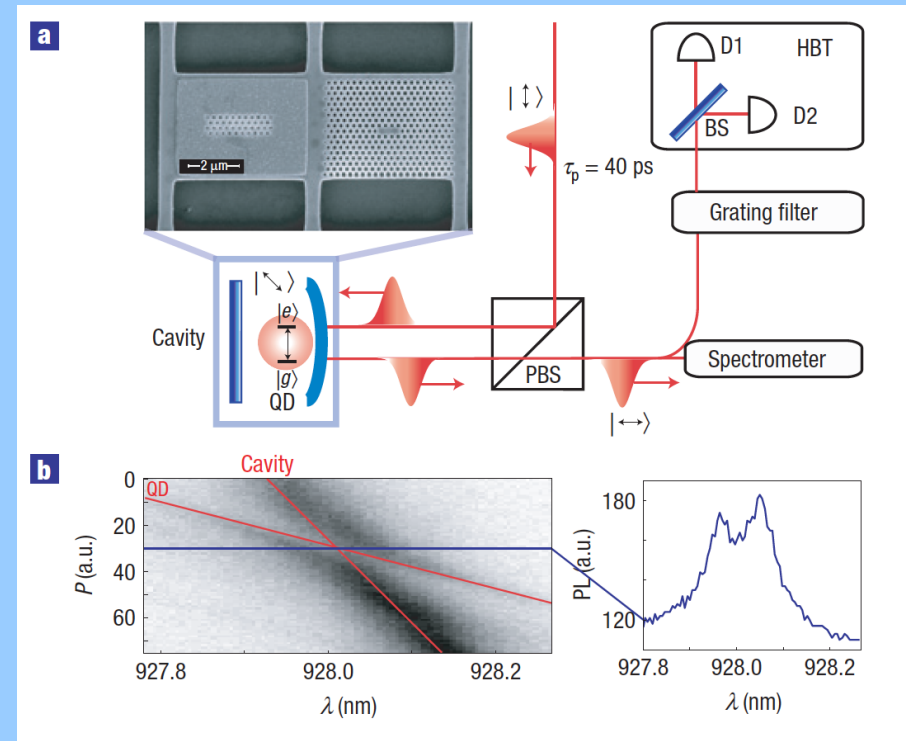 a
D1
HBT
BS
D2
|↕⟩
τp = 40 ps
2 μm
Grating filter
|⤡⟩
|e⟩
Cavity
|g⟩
QD
PBS
Spectrometer
|↔⟩
b
Cavity
QD
0
20
40
60
P (a.u.)
927.8 928.0 928.2
λ (nm)
180
120
PL (a.u.)
927.8 928.0 928.2
λ (nm)